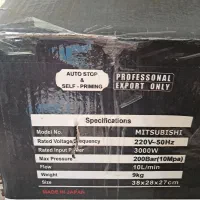 AUTO STOP
&
SELF - PRIMING
PROFESSIONAL
EXPORT ONLY
Specifications
Model No. MITSUBISHI
Rated Voltage/Frequency 220V~50Hz
Rated Input Power 3000W
Max Pressure 200Bar(10Mpa)
Flow 10L/min
Weight 9kg
Size 38x28x27cm
MADE IN JAPAN